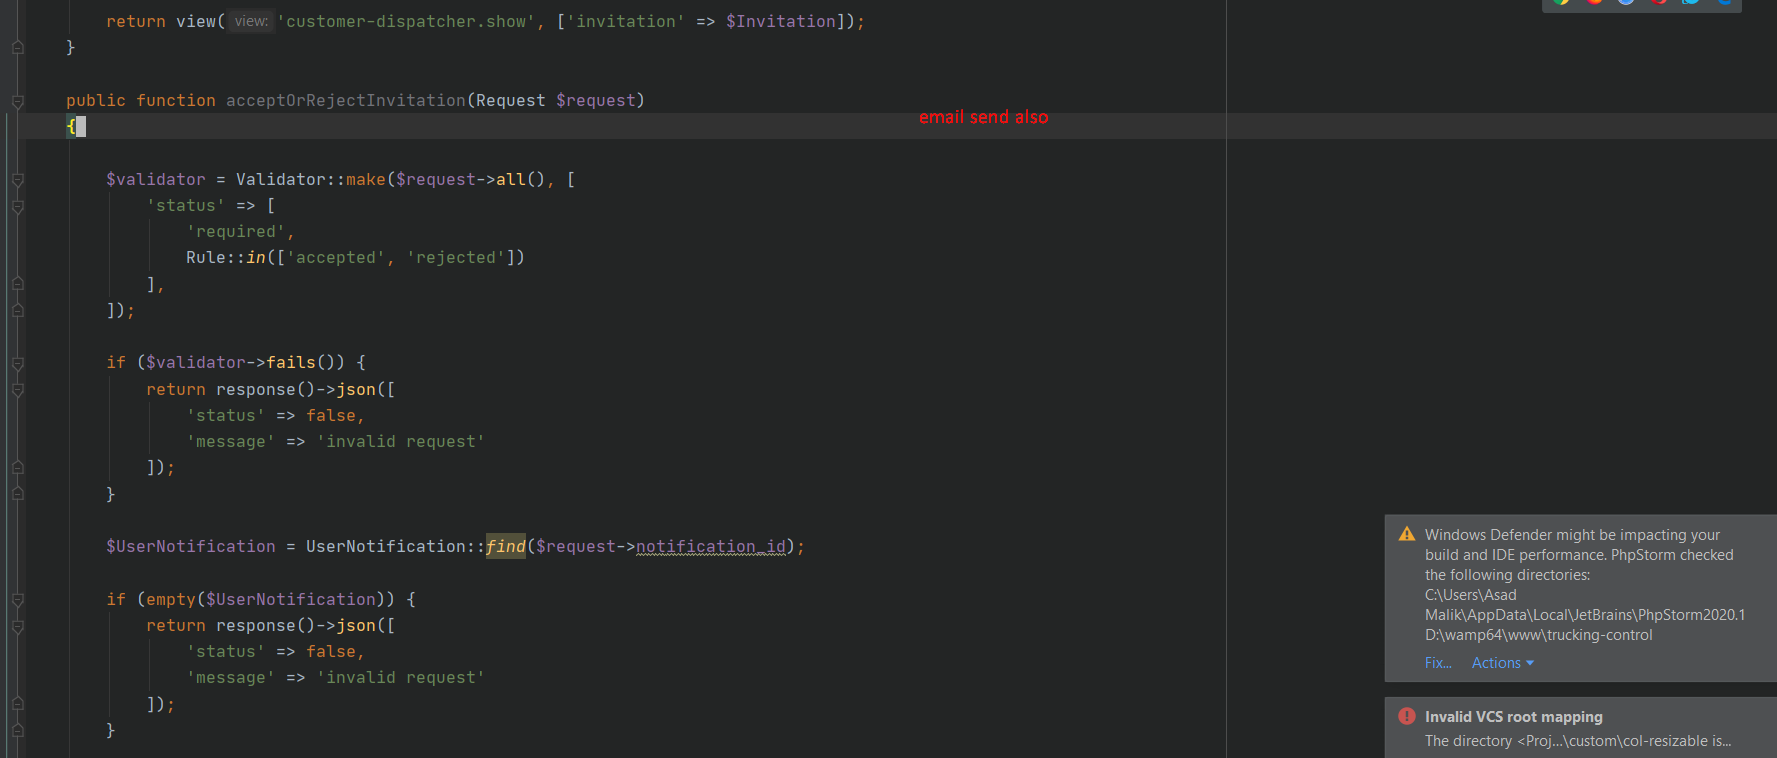 return view( view: 'customer-dispatcher.show', ['invitation' => $Invitation]);
}
public function acceptOrRejectInvitation(Request $request)
email send also
{
$validator = Validator::make($request->all(), [
'status' => [
'required',
Rule::in(['accepted', 'rejected'])
],
]);
if ($validator->fails()) {
return response()->json([
'status' => false,
'message' => 'invalid request'
]);
}
$UserNotification = UserNotification::find($request->notification_id);
if (empty($UserNotification)) {
return response()->json([
'status' => false,
'message' => 'invalid request'
]);
}
Windows Defender might be impacting your
build and IDE performance. PhpStorm checked
the following directories:
C:\Users\Asad
Malik\AppData\Local\JetBrains\PhpStorm2020.1
D:\wamp64\www\trucking-control
Fix... Actions
Invalid VCS root mapping
The directory <Proj...\custom\col-resizable is...